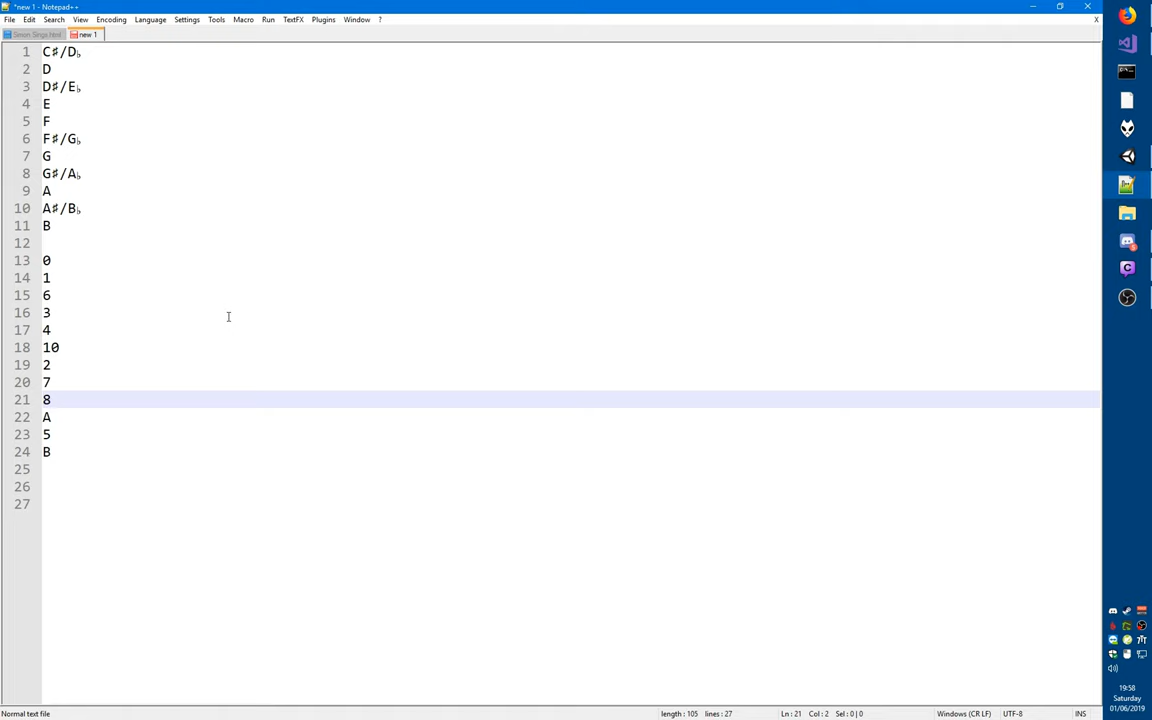 *new 1 - Notepad++
File Edit Search View Encoding Language Settings Tools Macro Run TextFX Plugins Window ? X
Simon Sings.html new 1
1 C♯/D♭
2 D
3 D♯/E♭
4 E
5 F
6 F♯/G♭
7 G
8 G♯/A♭
9 A
10 A♯/B♭
11 B
12
13 0
14 1
15 6
16 3
17 4
18 10
19 2
20 7
21 8
22 A
23 5
24 B
25
26
27
Normal text file length : 105 lines : 27 Ln : 21 Col : 2 Sel : 0 | 0 Windows (CR LF) UTF-8 INS
19:58
Saturday
01/06/2019